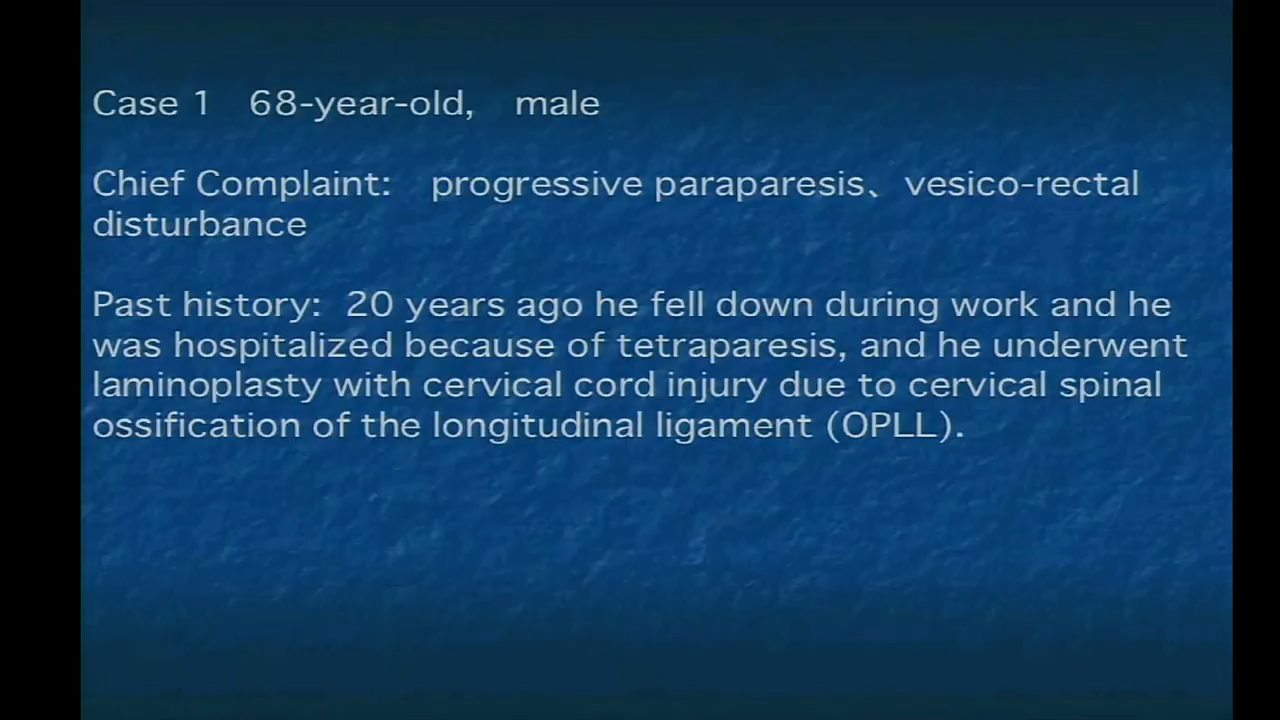 Case 1   68-year-old,   male
Chief Complaint:   progressive paraparesis、 vesico-rectal
disturbance
Past history:  20 years ago he fell down during work and he
was hospitalized because of tetraparesis, and he underwent
laminoplasty with cervical cord injury due to cervical spinal
ossification of the longitudinal ligament (OPLL).